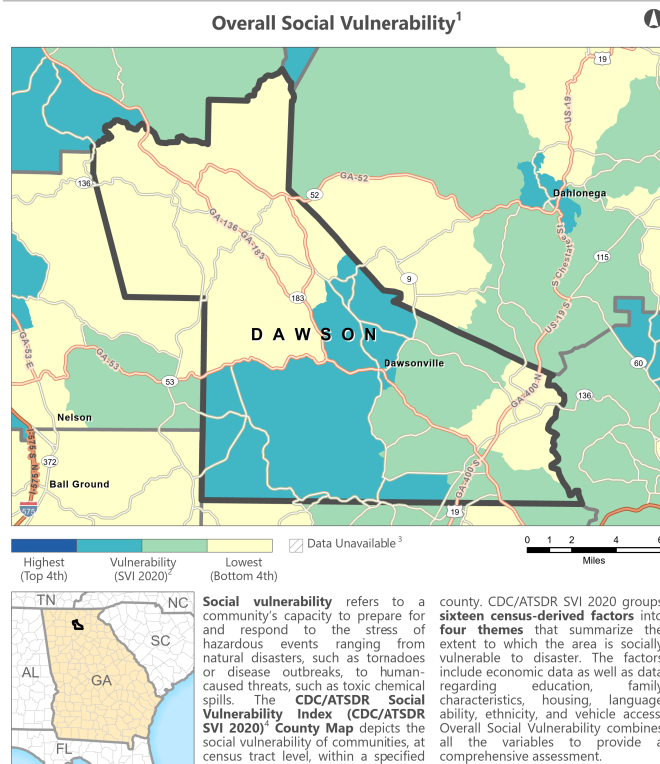 Overall Social Vulnerability¹
19
US-19
136
GA-52
52
Dahlonega
GA-136 GA-183
S Chestatee St
115
9
183
US-19 S
DAWSON
GA-53 E
GA-53
Dawsonville
60
53
136
GA-400 N
Nelson
I-575 S N 575-I
372
Ball Ground
GA-400 S
575
19
Highest
(Top 4th)
Vulnerability
(SVI 2020)²
Lowest
(Bottom 4th)
Data Unavailable³
0 1 2 4 6
Miles
TN
NC
SC
AL
GA
FL
Social vulnerability refers to a
community's capacity to prepare for
and respond to the stress of
hazardous events ranging from
natural disasters, such as tornadoes
or disease outbreaks, to human-
caused threats, such as toxic chemical
spills. The CDC/ATSDR Social
Vulnerability Index (CDC/ATSDR
SVI 2020)⁴ County Map depicts the
social vulnerability of communities, at
census tract level, within a specified
county. CDC/ATSDR SVI 2020 groups
sixteen census-derived factors into
four themes that summarize the
extent to which the area is socially
vulnerable to disaster. The factors
include economic data as well as data
regarding education, family
characteristics, housing, language
ability, ethnicity, and vehicle access.
Overall Social Vulnerability combines
all the variables to provide a
comprehensive assessment.